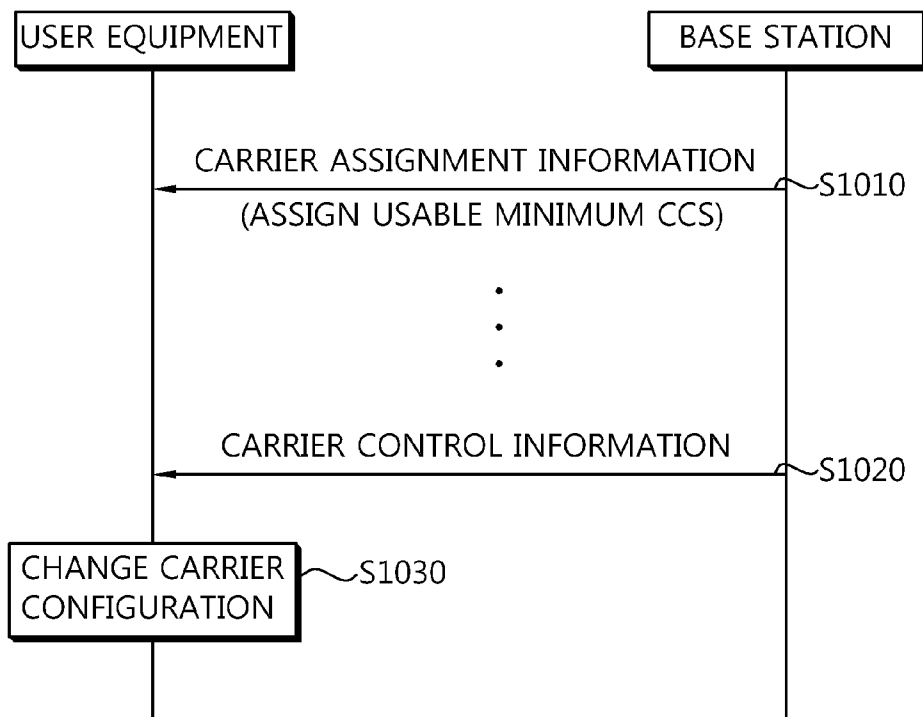 USER EQUIPMENT
BASE STATION
CARRIER ASSIGNMENT INFORMATION
S1010
(ASSIGN USABLE MINIMUM CCS)
CARRIER CONTROL INFORMATION
S1020
CHANGE CARRIER
CONFIGURATION
S1030